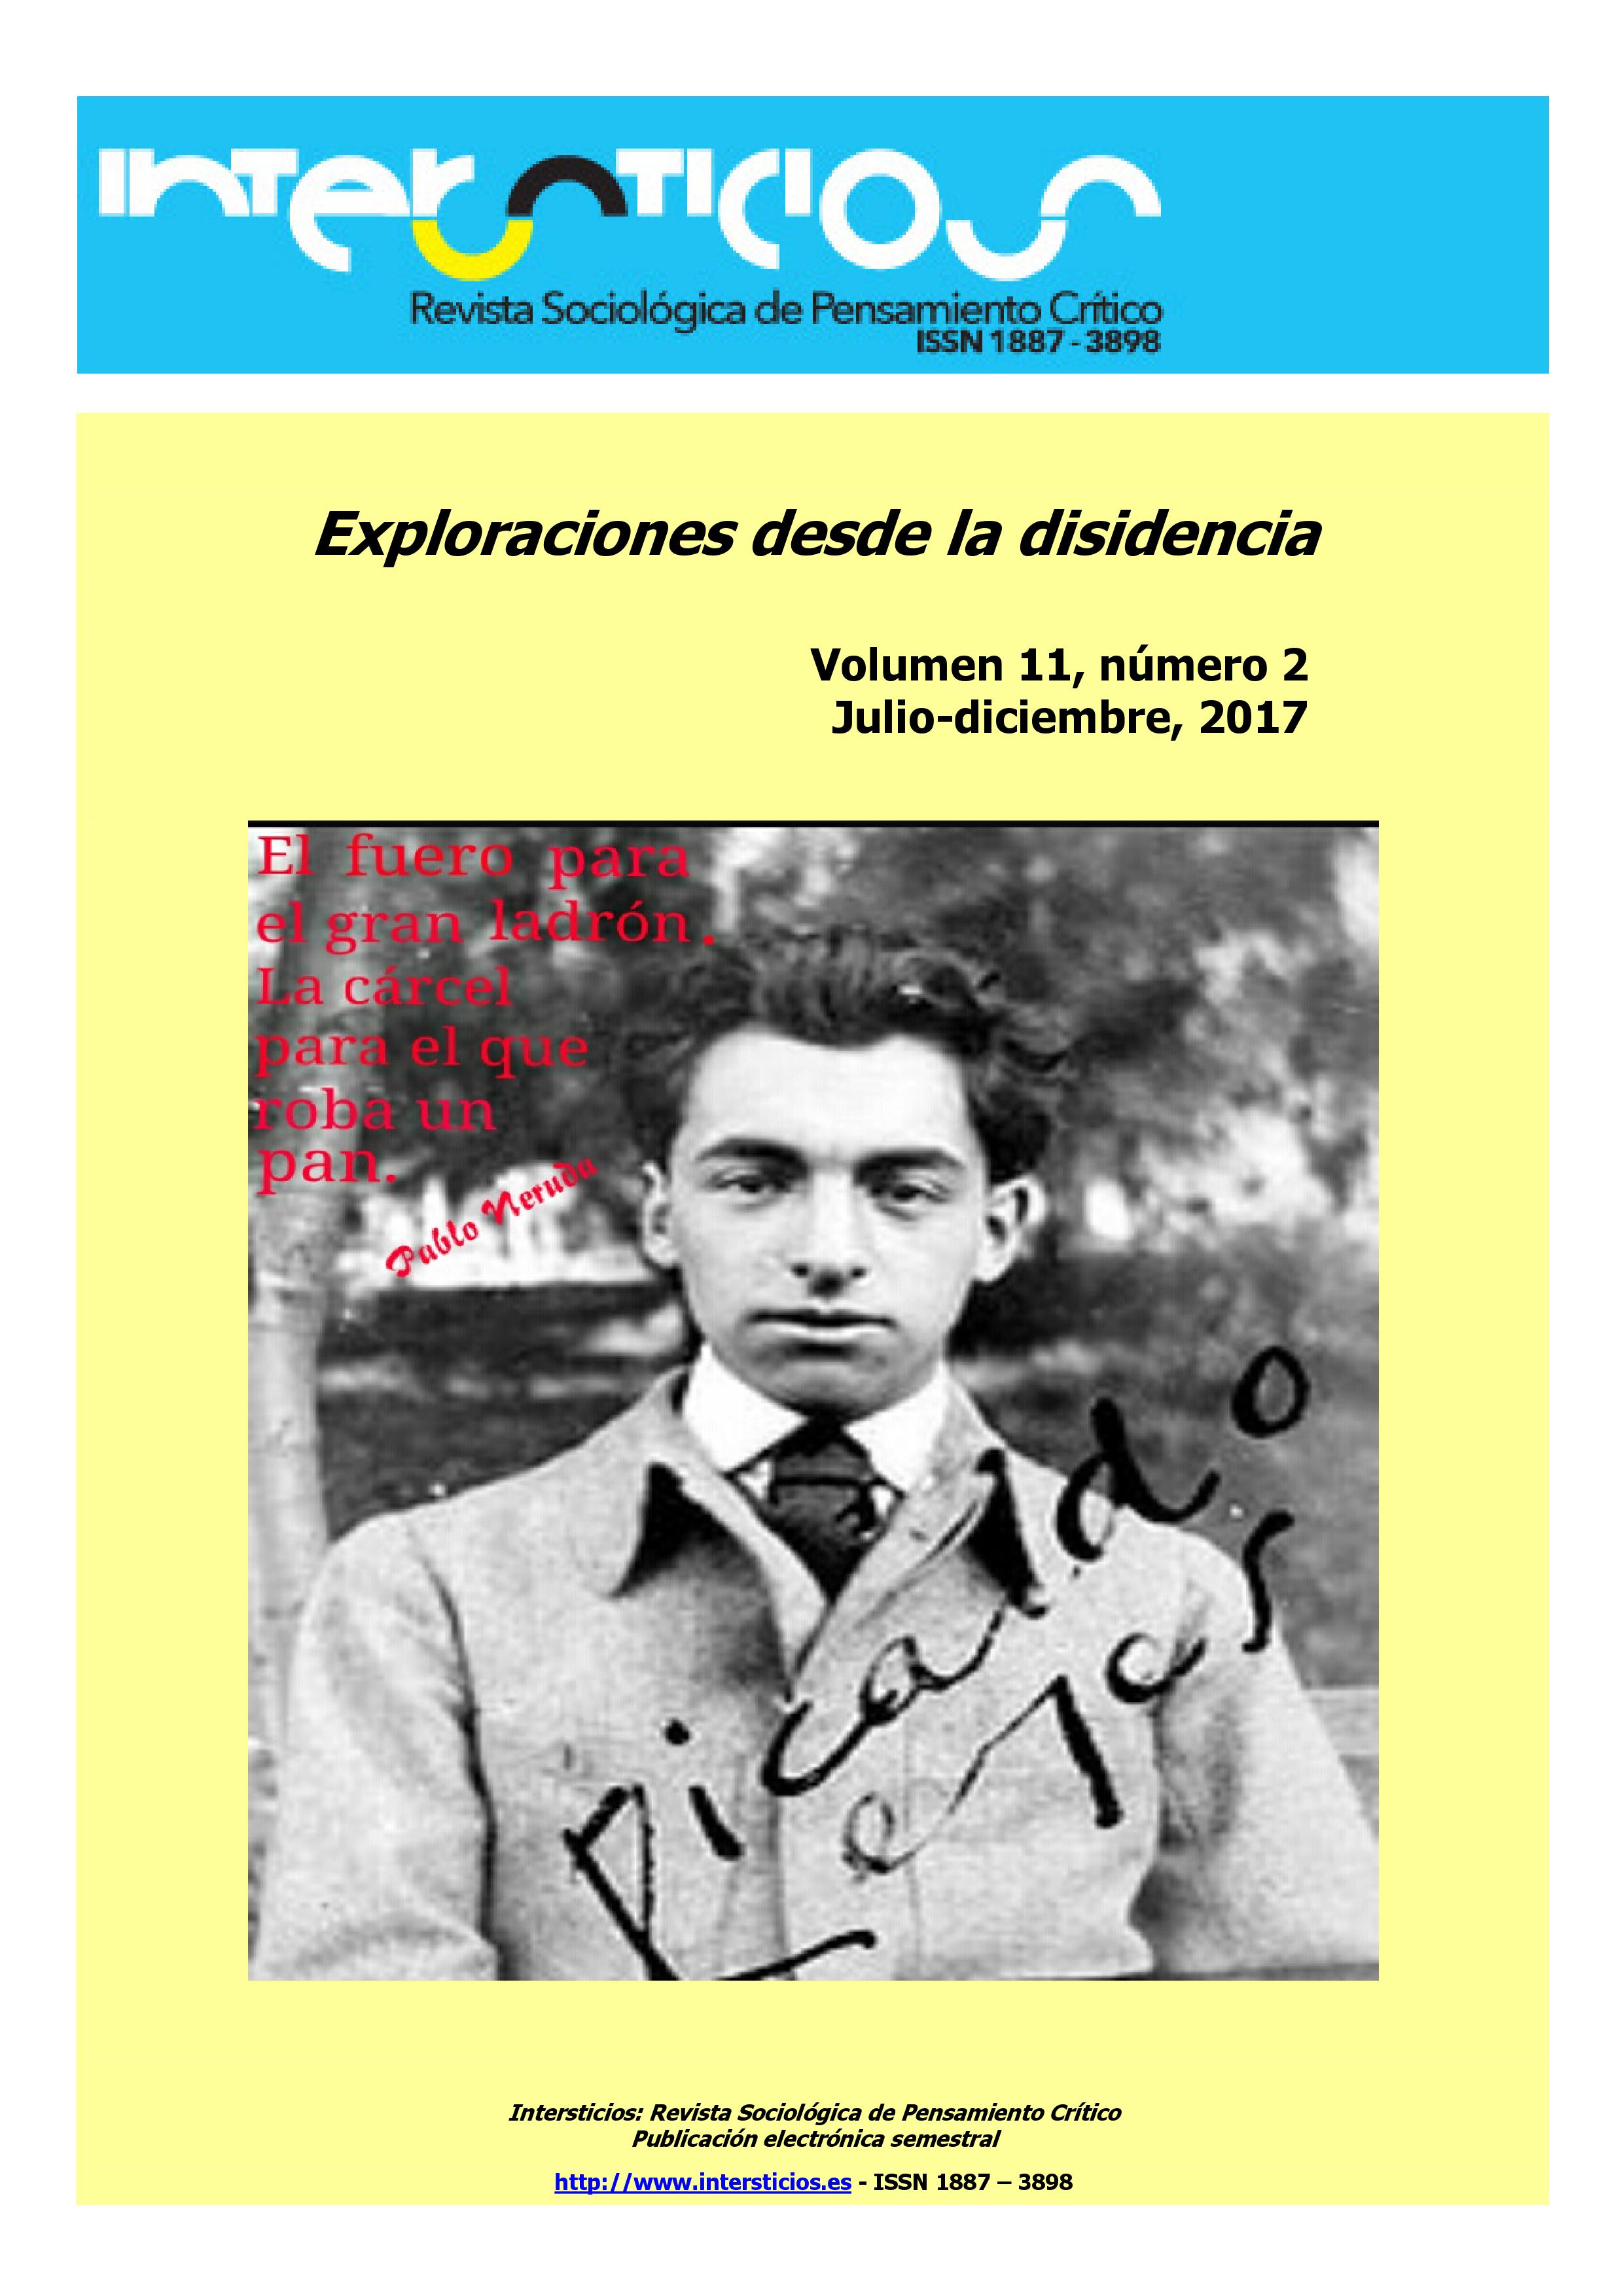 INTERSTICIOS
Revista Sociológica de Pensamiento Crítico
ISSN 1887 - 3898
Exploraciones desde la disidencia
Volumen 11, número 2
Julio-diciembre, 2017
El fuero para
el gran ladrón.
La cárcel
para el que
roba un
pan.
Pablo Neruda
Ricardo
Reyes
Intersticios: Revista Sociológica de Pensamiento Crítico
Publicación electrónica semestral
http://www.intersticios.es - ISSN 1887 – 3898